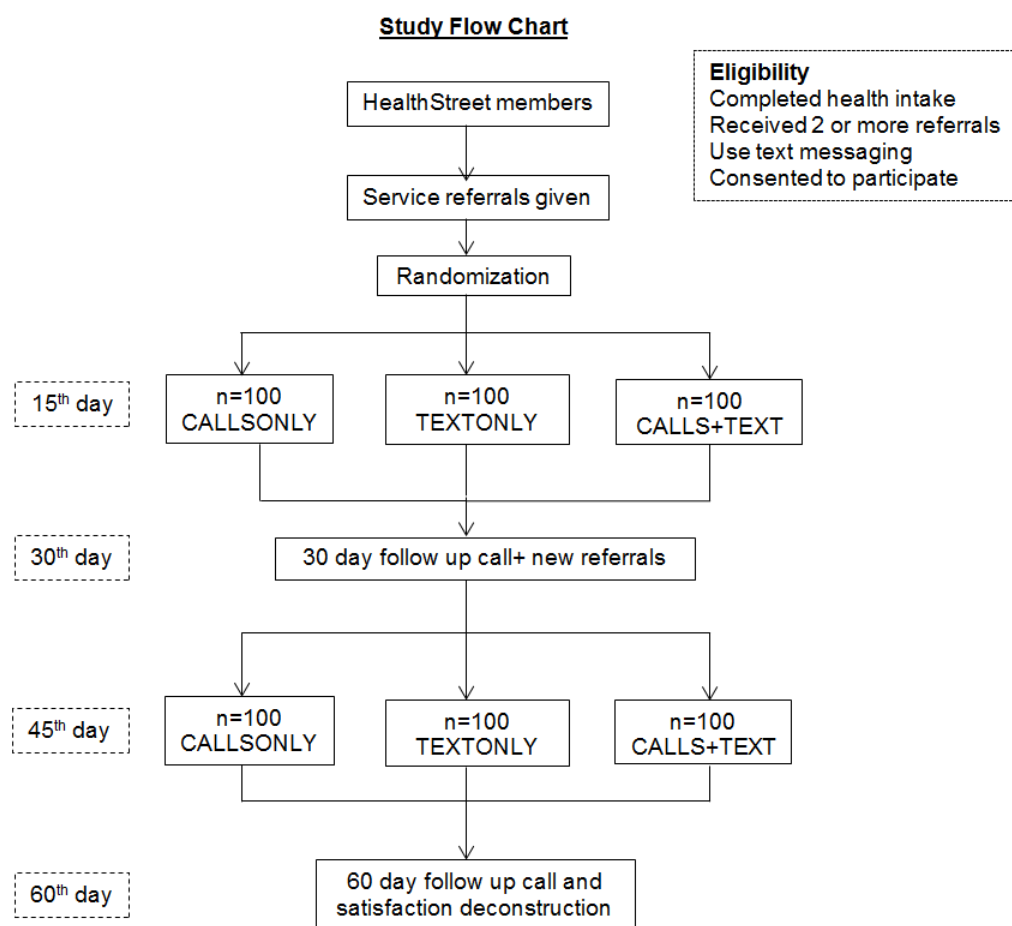 Study Flow Chart
HealthStreet members
Eligibility
Completed health intake
Received 2 or more referrals
Use text messaging
Consented to participate
Service referrals given
Randomization
15th day
n=100
CALLSONLY
n=100
TEXTONLY
n=100
CALLS+TEXT
30th day
30 day follow up call+ new referrals
45th day
n=100
CALLSONLY
n=100
TEXTONLY
n=100
CALLS+TEXT
60th day
60 day follow up call and
satisfaction deconstruction